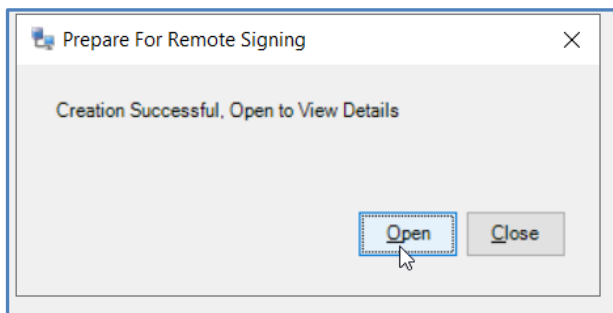 Prepare For Remote Signing
Creation Successful, Open to View Details
Open Close